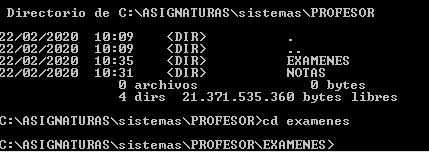 Directorio de C:\ASIGNATURAS\sistemas\PROFESOR
22/02/2020 10:09 <DIR> .
22/02/2020 10:09 <DIR> ..
22/02/2020 10:35 <DIR> EXAMENES
22/02/2020 10:31 <DIR> NOTAS
0 archivos 0 bytes
4 dirs 21.371.535.360 bytes libres
C:\ASIGNATURAS\sistemas\PROFESOR>cd examenes
C:\ASIGNATURAS\sistemas\PROFESOR\EXAMENES>